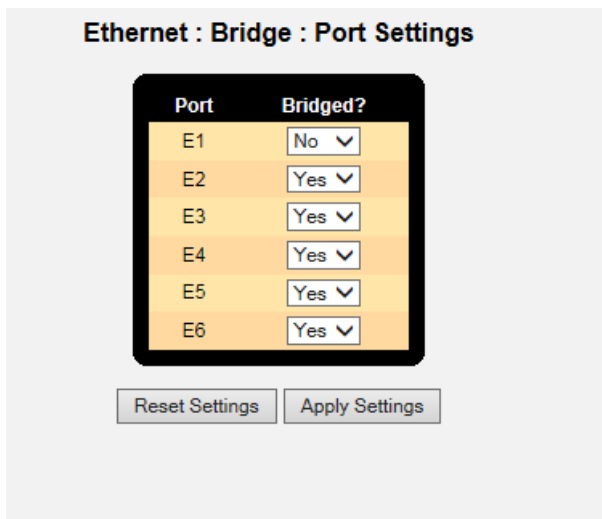 Ethernet : Bridge : Port Settings
Port Bridged?
E1 No
E2 Yes
E3 Yes
E4 Yes
E5 Yes
E6 Yes
Reset Settings Apply Settings